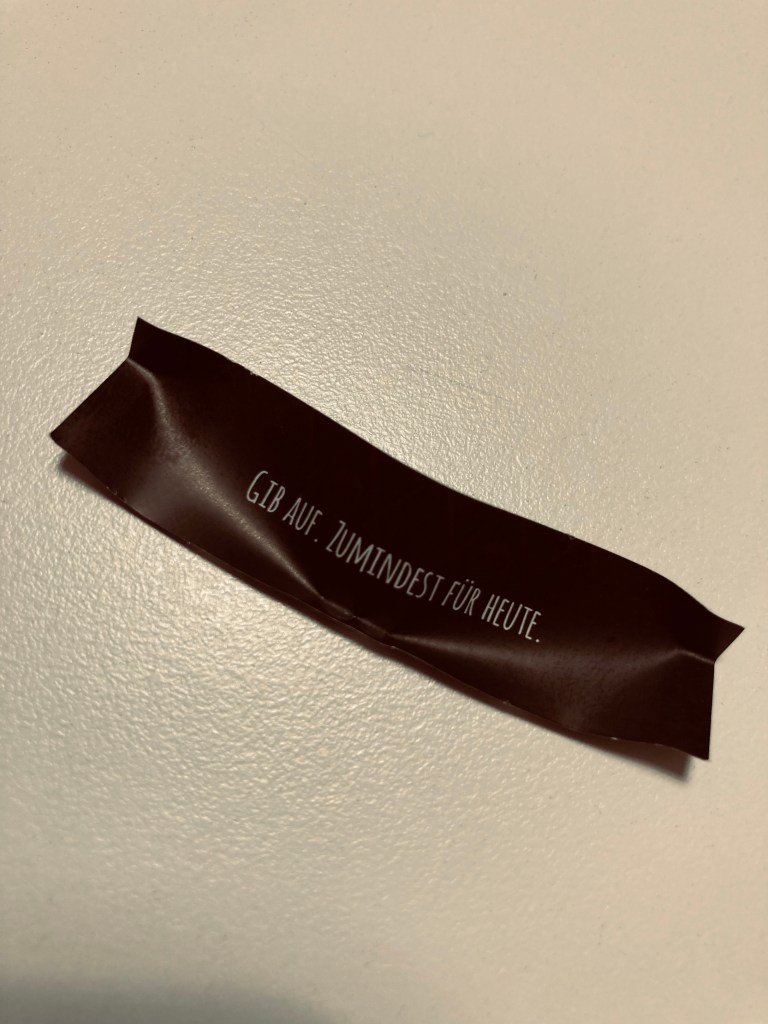 Gib auf. Zumindest für heute.